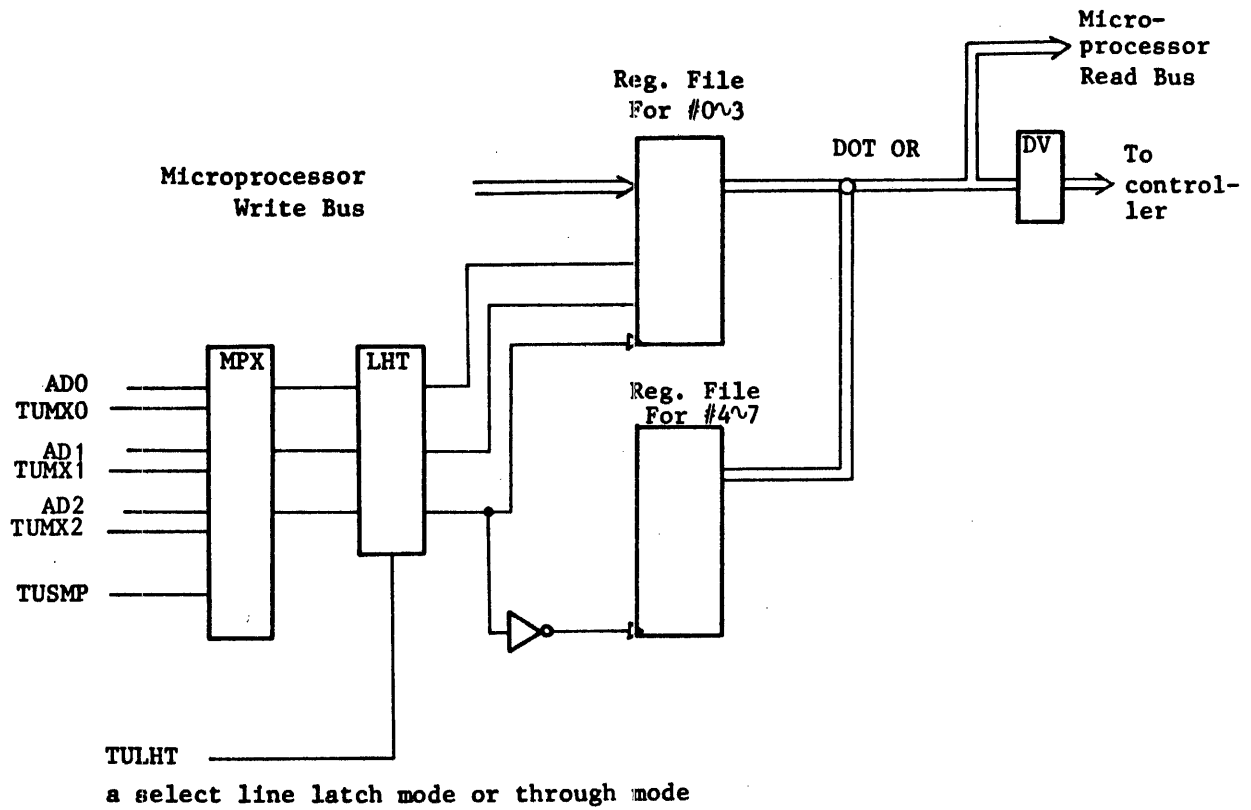 Micro-
processor
Read Bus
Reg. File
For #0~3
DOT OR
DV
To
control-
ller
Microprocessor
Write Bus
MPX
LHT
AD0
TUMX0
AD1
TUMX1
AD2
TUMX2
TUSMP
Reg. File
For #4~7
TULHT
a select line latch mode or through mode